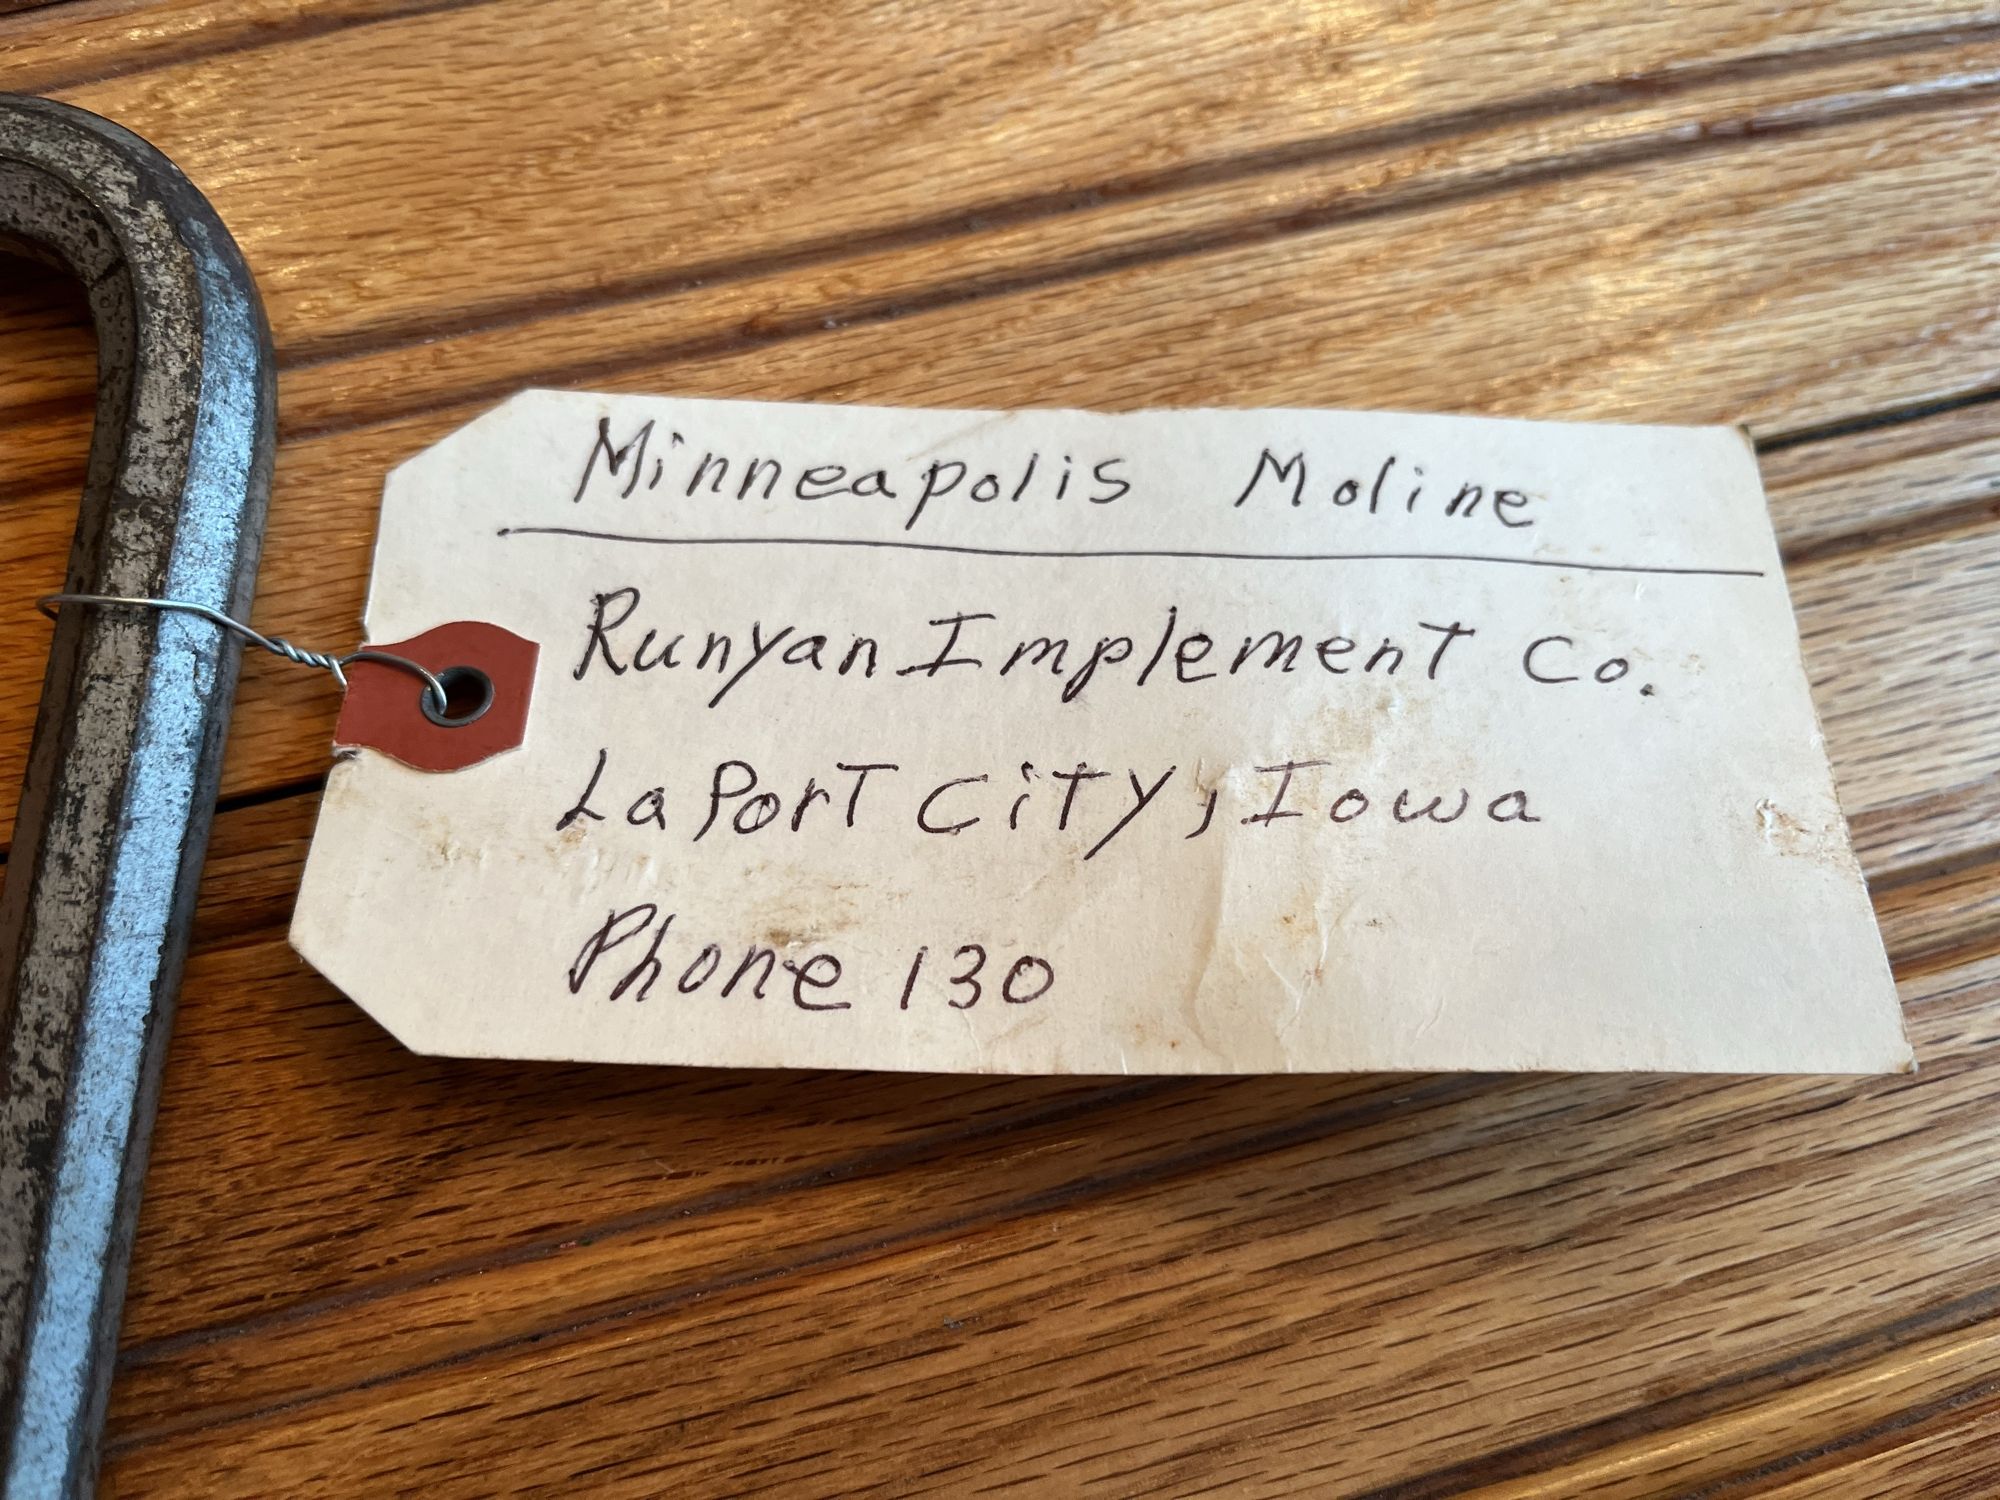 Minneapolis Moline
Runyan Implement Co.
LaPorT CiTy, Iowa
Phone 130